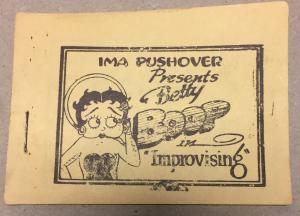 IMA PUSHOVER
Presents
Betty
BOOP
in
"Improvising"